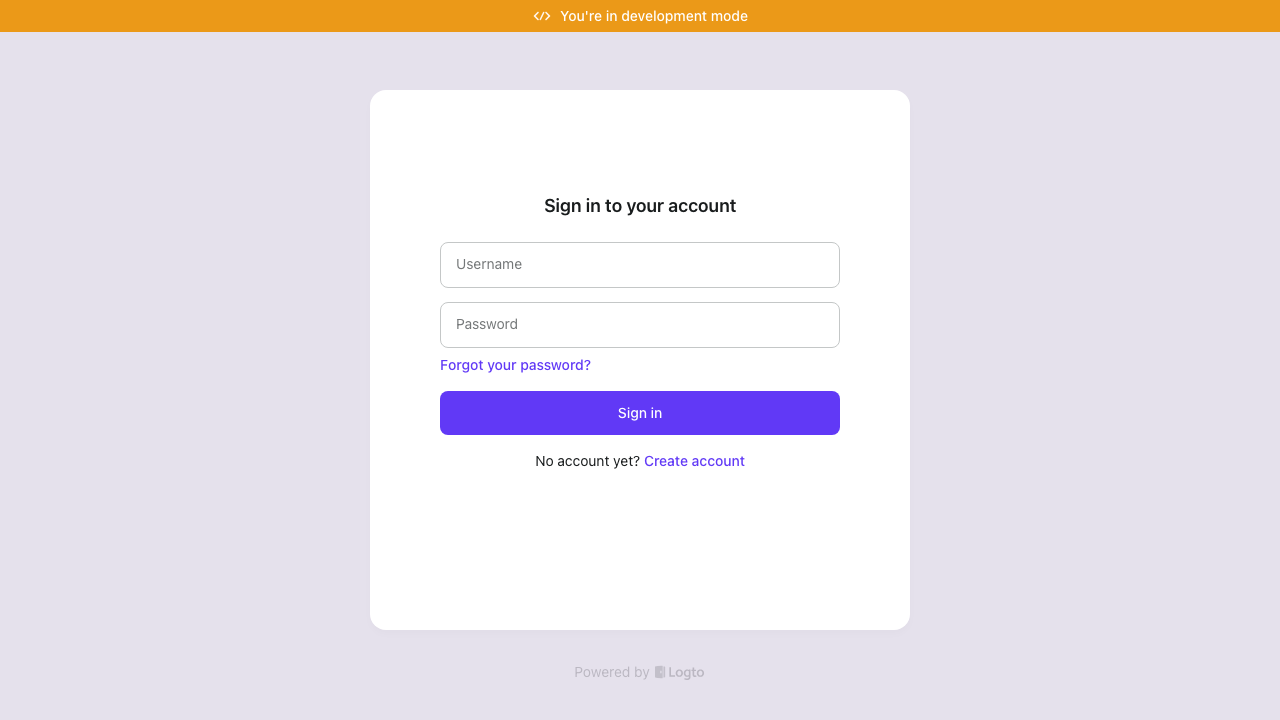 You're in development mode
Sign in to your account
Username
Password
Forgot your password?
Sign in
No account yet? Create account
Powered by Logto